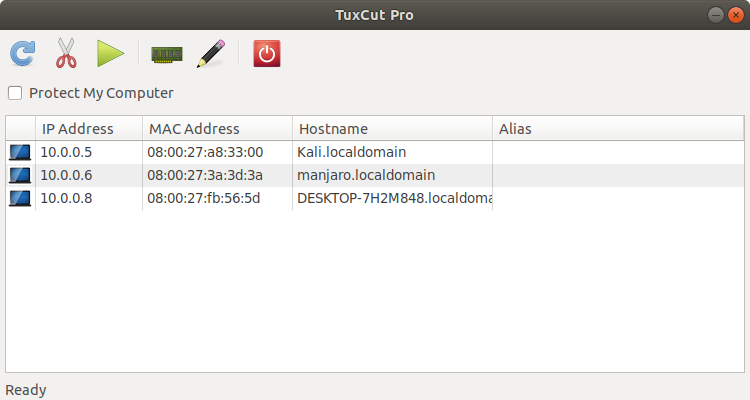 TuxCut Pro
Protect My Computer
IP Address MAC Address Hostname Alias
10.0.0.5 08:00:27:a8:33:00 Kali.localdomain
10.0.0.6 08:00:27:3a:3d:3a manjaro.localdomain
10.0.0.8 08:00:27:fb:56:5d DESKTOP-7H2M848.localdoma
Ready